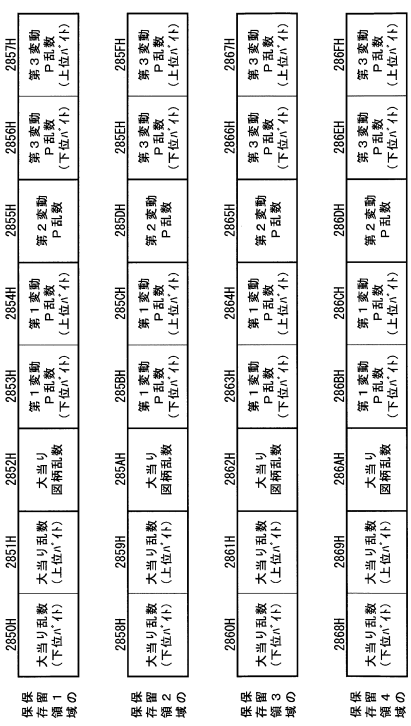 保留1の
保存領域
2850H
大当り乱数
(下位バイト)
2851H
大当り乱数
(上位バイト)
2852H
大当り
図柄乱数
2853H
第1変動
P乱数
(下位バイト)
2854H
第1変動
P乱数
(上位バイト)
2855H
第2変動
P乱数
2856H
第3変動
P乱数
(下位バイト)
2857H
第3変動
P乱数
(上位バイト)
保留2の
保存領域
2858H
大当り乱数
(下位バイト)
2859H
大当り乱数
(上位バイト)
285AH
大当り
図柄乱数
285BH
第1変動
P乱数
(下位バイト)
285CH
第1変動
P乱数
(上位バイト)
285DH
第2変動
P乱数
285EH
第3変動
P乱数
(下位バイト)
285FH
第3変動
P乱数
(上位バイト)
保留3の
保存領域
2860H
大当り乱数
(下位バイト)
2861H
大当り乱数
(上位バイト)
2862H
大当り
図柄乱数
2863H
第1変動
P乱数
(下位バイト)
2864H
第1変動
P乱数
(上位バイト)
2865H
第2変動
P乱数
2866H
第3変動
P乱数
(下位バイト)
2867H
第3変動
P乱数
(上位バイト)
保留4の
保存領域
2868H
大当り乱数
(下位バイト)
2869H
大当り乱数
(上位バイト)
286AH
大当り
図柄乱数
286BH
第1変動
P乱数
(下位バイト)
286CH
第1変動
P乱数
(上位バイト)
286DH
第2変動
P乱数
286EH
第3変動
P乱数
(下位バイト)
286FH
第3変動
P乱数
(上位バイト)